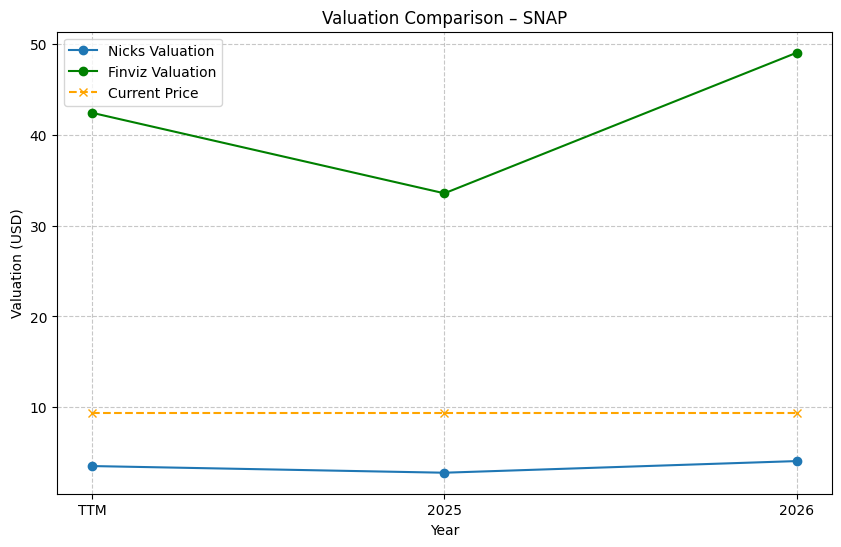 Valuation Comparison – SNAP
Nicks Valuation
Finviz Valuation
Current Price
Valuation (USD)
50
40
30
20
10
TTM 2025 2026
Year